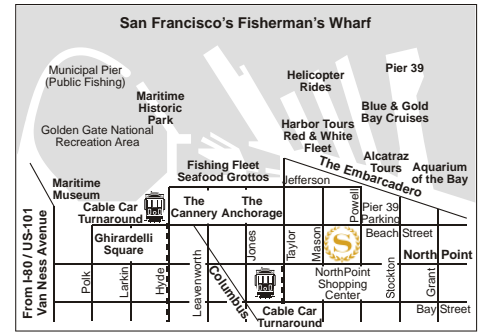 San Francisco's Fisherman's Wharf
Municipal Pier
(Public Fishing)
Helicopter
Rides
Pier 39
Maritime
Historic
Park
Blue & Gold
Bay Cruises
Golden Gate National
Recreation Area
Harbor Tours
Red & White
Fleet
The Embarcadero
Alcatraz
Tours
Aquarium
of the Bay
Fishing Fleet
Seafood Grottos
Jefferson
Maritime
Museum
Cable Car
Turnaround
The
Cannery
The
Anchorage
Powell
Pier 39
Parking
From I-80 / US-101
Van Ness Avenue
Ghirardelli
Square
Beach Street
S
North Point
Polk
Larkin
Hyde
Leavenworth
Columbus
Jones
Taylor
Mason
NorthPoint
Shopping
Center
Stockton
Grant
Bay Street
Cable Car
Turnaround